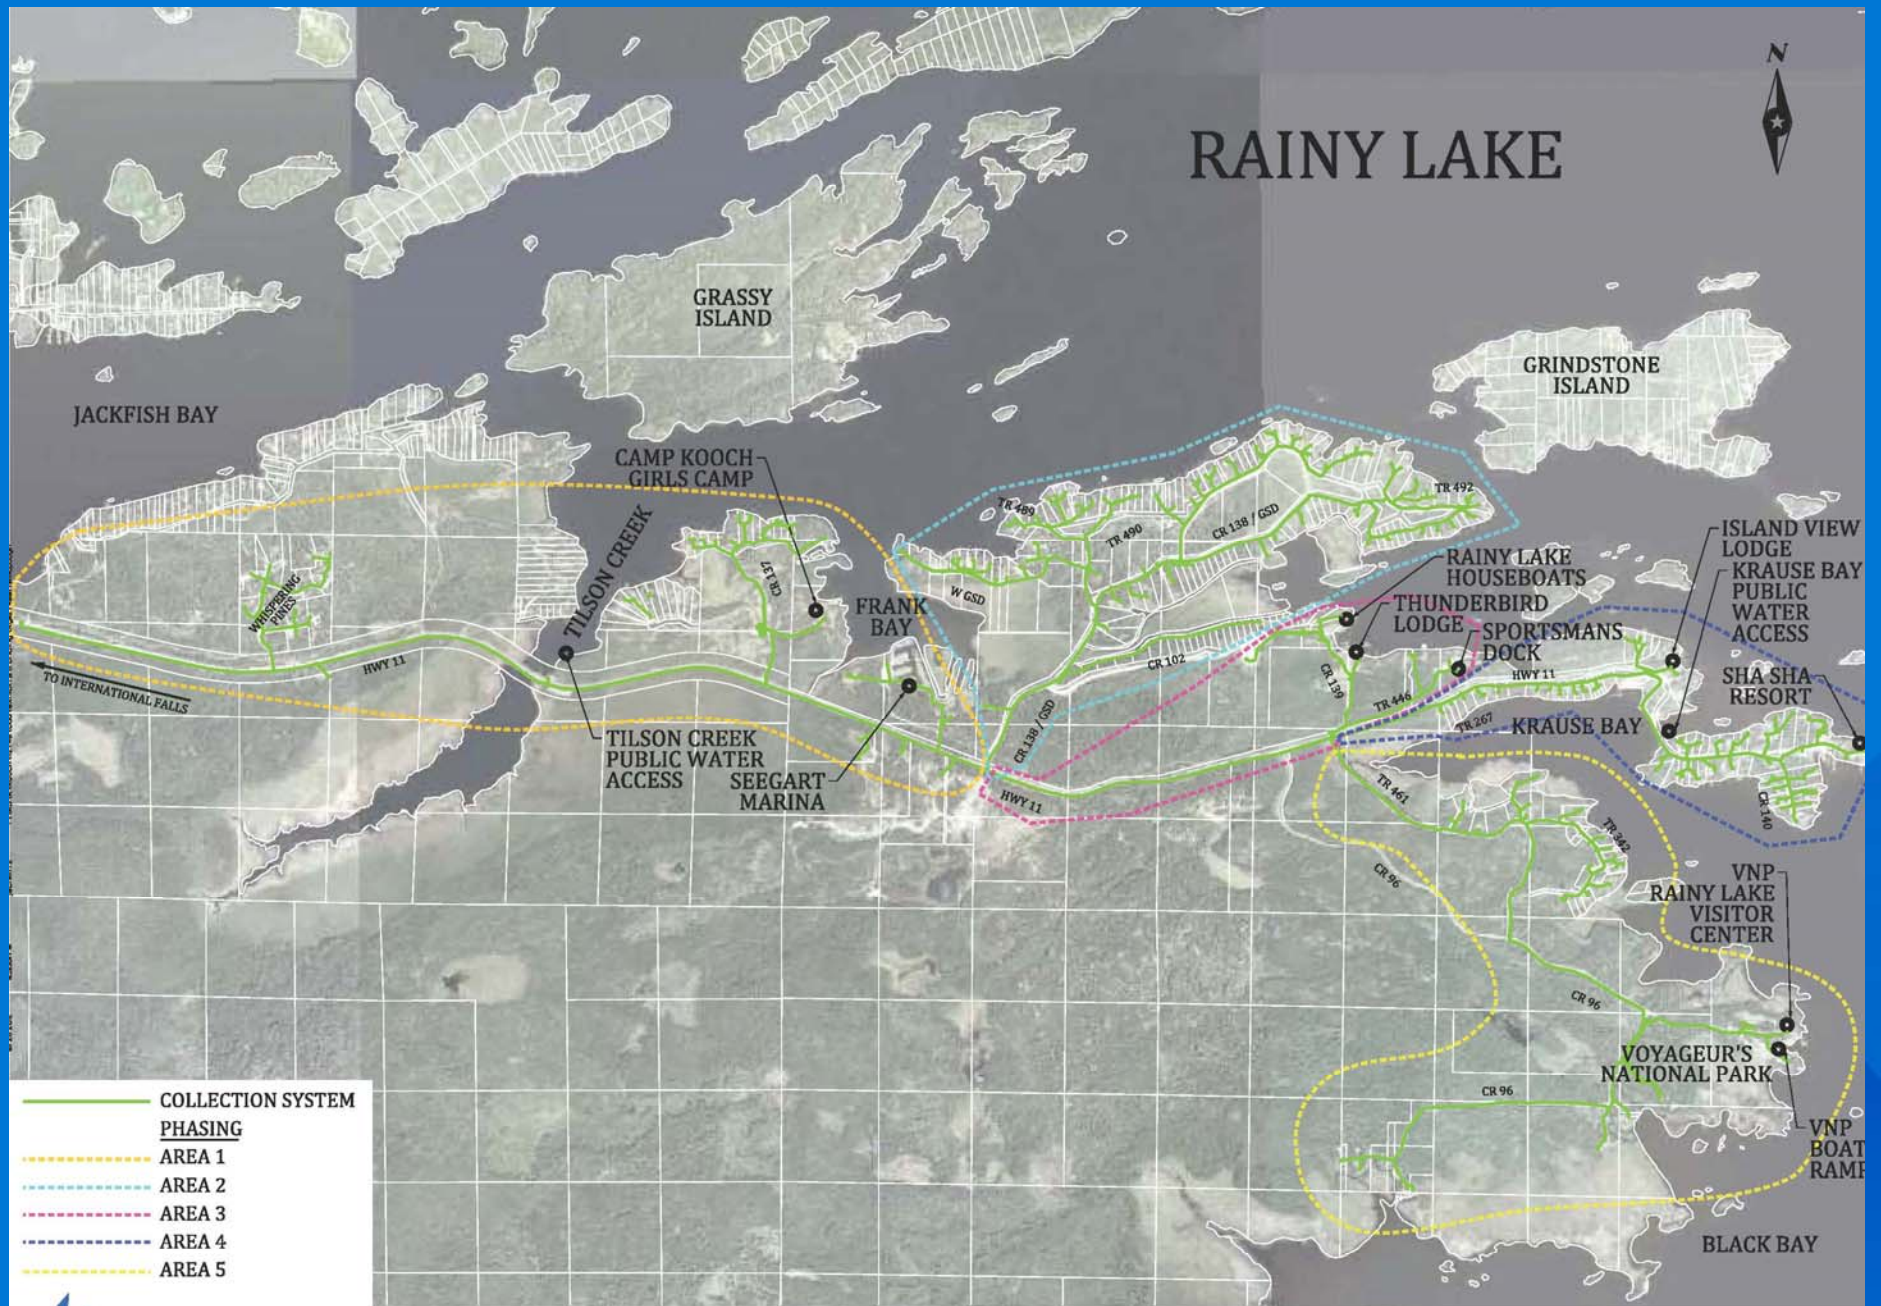 N
RAINY LAKE
GRASSY
ISLAND
GRINDSTONE
ISLAND
JACKFISH BAY
CAMP KOOCH
GIRLS CAMP
TR 489
TR 492
TR 490
CR 138 / GSD
TILSON CREEK
CR 137
WHISPERING
PINES
W GSD
FRANK
BAY
ISLAND VIEW
LODGE
RAINY LAKE
HOUSEBOATS
KRAUSE BAY
PUBLIC
WATER
ACCESS
THUNDERBIRD
LODGE
SPORTSMANS
DOCK
HWY 11
CR 102
CR 139
HWY 11
SHA SHA
RESORT
TO INTERNATIONAL FALLS
TR 446
TR 267
KRAUSE BAY
CR 138 / GSD
TILSON CREEK
PUBLIC WATER
ACCESS
SEEGART
MARINA
HWY 11
TR 461
CR 140
TR 342
CR 96
VNP
RAINY LAKE
VISITOR
CENTER
CR 96
VOYAGEUR'S
NATIONAL PARK
CR 96
VNP
BOAT
RAMP
BLACK BAY
COLLECTION SYSTEM
PHASING
AREA 1
AREA 2
AREA 3
AREA 4
AREA 5